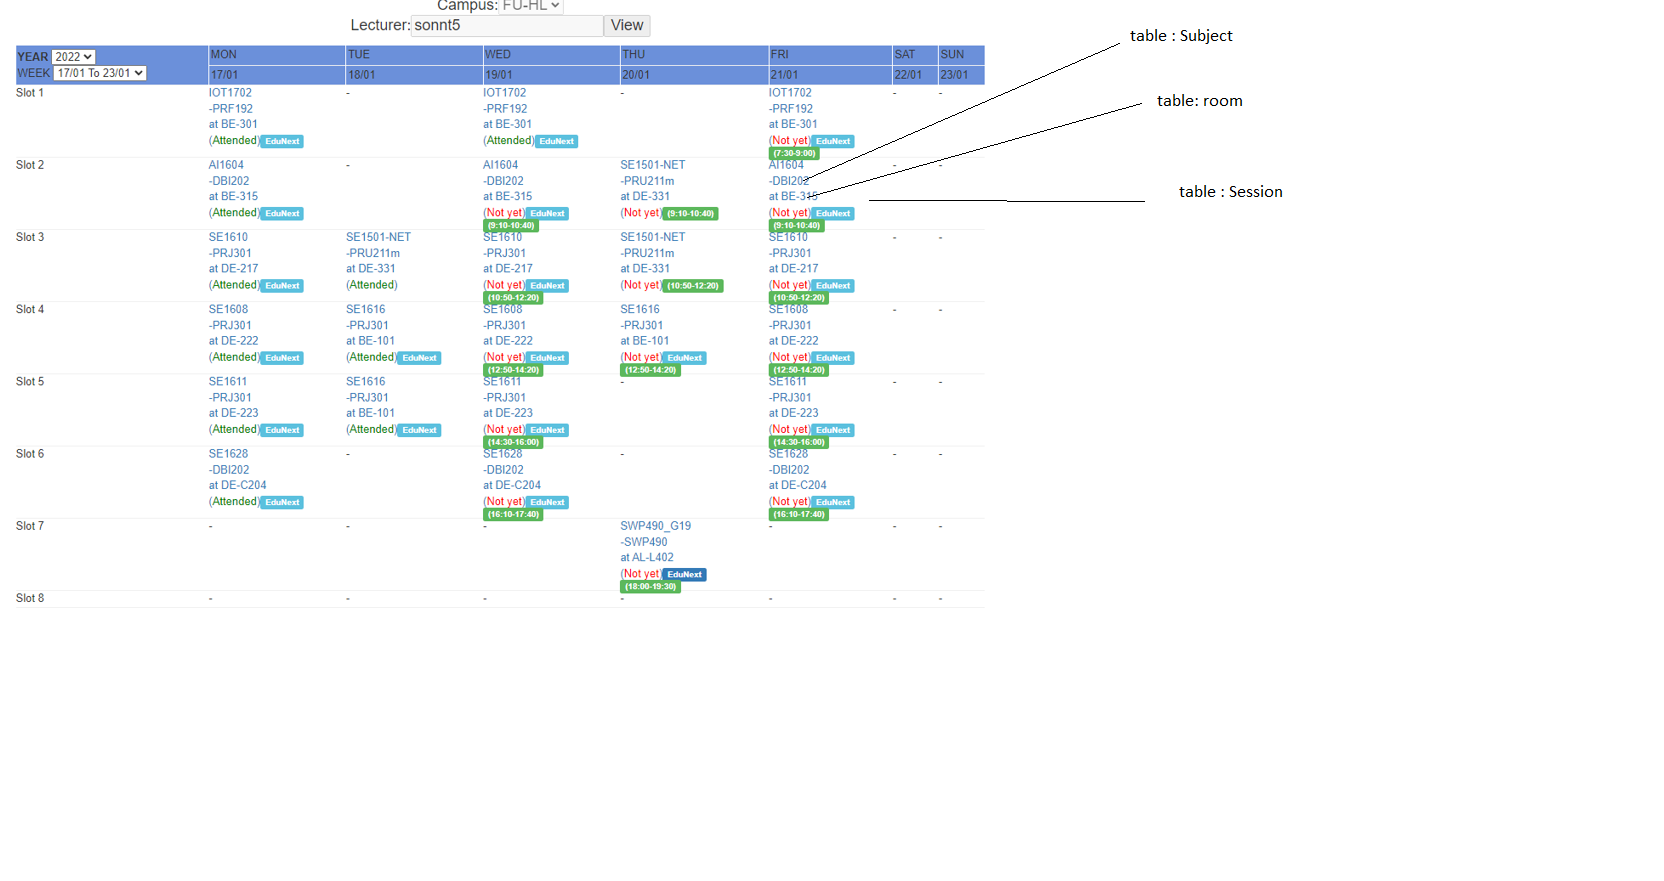 Campus: FU-HL
Lecturer: sonnt5 View
YEAR 2022 MON TUE WED THU FRI SAT SUN
WEEK 17/01 To 23/01 17/01 18/01 19/01 20/01 21/01 22/01 23/01
Slot 1 IOT1702 - IOT1702 - IOT1702 - -
-PRF192 -PRF192 -PRF192
at BE-301 at BE-301 at BE-301
(Attended) EduNext (Attended) EduNext (Not yet) EduNext
(7:30-9:00)
Slot 2 AI1604 - AI1604 SE1501-NET AI1604 - -
-DBI202 -DBI202 -PRU211m -DBI202
at BE-315 at BE-315 at DE-331 at BE-315
(Attended) EduNext (Not yet) EduNext (Not yet) (9:10-10:40) (Not yet) EduNext
(9:10-10:40) (9:10-10:40)
Slot 3 SE1610 SE1501-NET SE1610 SE1501-NET SE1610 - -
-PRJ301 -PRU211m -PRJ301 -PRU211m -PRJ301
at DE-217 at DE-331 at DE-217 at DE-331 at DE-217
(Attended) EduNext (Attended) (Not yet) EduNext (Not yet) (10:50-12:20) (Not yet) EduNext
(10:50-12:20) (10:50-12:20)
Slot 4 SE1608 SE1616 SE1608 SE1616 SE1608 - -
-PRJ301 -PRJ301 -PRJ301 -PRJ301 -PRJ301
at DE-222 at BE-101 at DE-222 at BE-101 at DE-222
(Attended) EduNext (Attended) EduNext (Not yet) EduNext (Not yet) EduNext (Not yet) EduNext
(12:50-14:20) (12:50-14:20) (12:50-14:20)
Slot 5 SE1611 SE1616 SE1611 - SE1611 - -
-PRJ301 -PRJ301 -PRJ301 -PRJ301
at DE-223 at BE-101 at DE-223 at DE-223
(Attended) EduNext (Attended) EduNext (Not yet) EduNext (Not yet) EduNext
(14:30-16:00) (14:30-16:00)
Slot 6 SE1628 - SE1628 - SE1628 - -
-DBI202 -DBI202 -DBI202
at DE-C204 at DE-C204 at DE-C204
(Attended) EduNext (Not yet) EduNext (Not yet) EduNext
(16:10-17:40) (16:10-17:40)
Slot 7 - - - SWP490_G19 - - -
-SWP490
at AL-L402
(Not yet) EduNext
(18:00-19:30)
Slot 8 - - - - - - -
table : Subject
table: room
table : Session